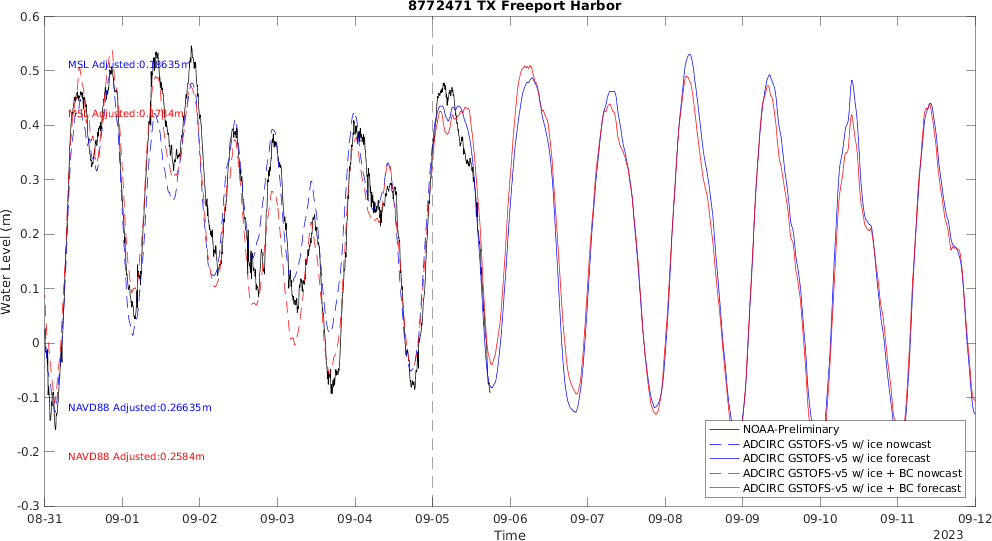 8772471 TX Freeport Harbor
0.6
0.5
0.4
0.3
0.2
0.1
0
-0.1
-0.2
-0.3
Water Level (m)
MSL Adjusted:0.18635m
MSL Adjusted:0.1784m
NAVD88 Adjusted:0.26635m
NAVD88 Adjusted:0.2584m
NOAA-Preliminary
ADCIRC GSTOFS-v5 w/ ice nowcast
ADCIRC GSTOFS-v5 w/ ice forecast
ADCIRC GSTOFS-v5 w/ ice + BC nowcast
ADCIRC GSTOFS-v5 w/ ice + BC forecast
08-31 09-01 09-02 09-03 09-04 09-05 09-06 09-07 09-08 09-09 09-10 09-11 09-12
Time
2023